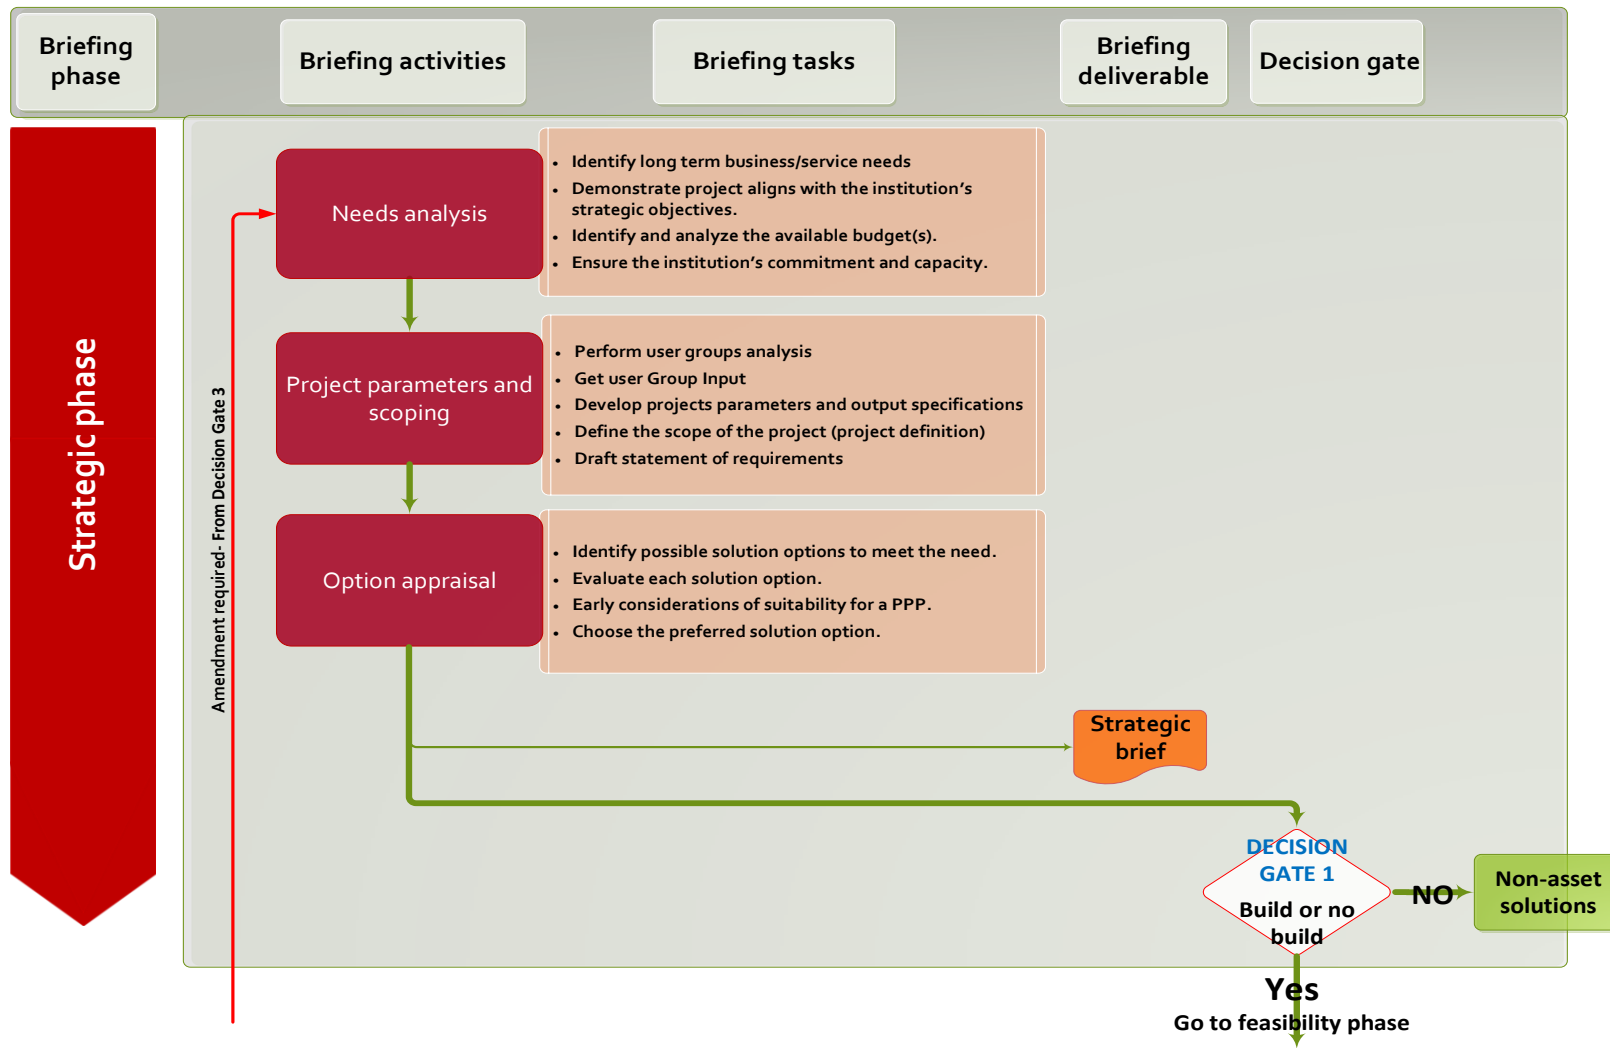 Briefing
phase
Briefing activities
Briefing tasks
Briefing
deliverable
Decision gate
Strategic phase
Amendment required- From Decision Gate 3
Needs analysis
• Identify long term business/service needs
• Demonstrate project aligns with the institution’s
strategic objectives.
• Identify and analyze the available budget(s).
• Ensure the institution’s commitment and capacity.
Project parameters and
scoping
• Perform user groups analysis
• Get user Group Input
• Develop projects parameters and output specifications
• Define the scope of the project (project definition)
• Draft statement of requirements
Option appraisal
• Identify possible solution options to meet the need.
• Evaluate each solution option.
• Early considerations of suitability for a PPP.
• Choose the preferred solution option.
Strategic
brief
DECISION
GATE 1
Build or no
build
NO
Non-asset
solutions
Yes
Go to feasibility phase